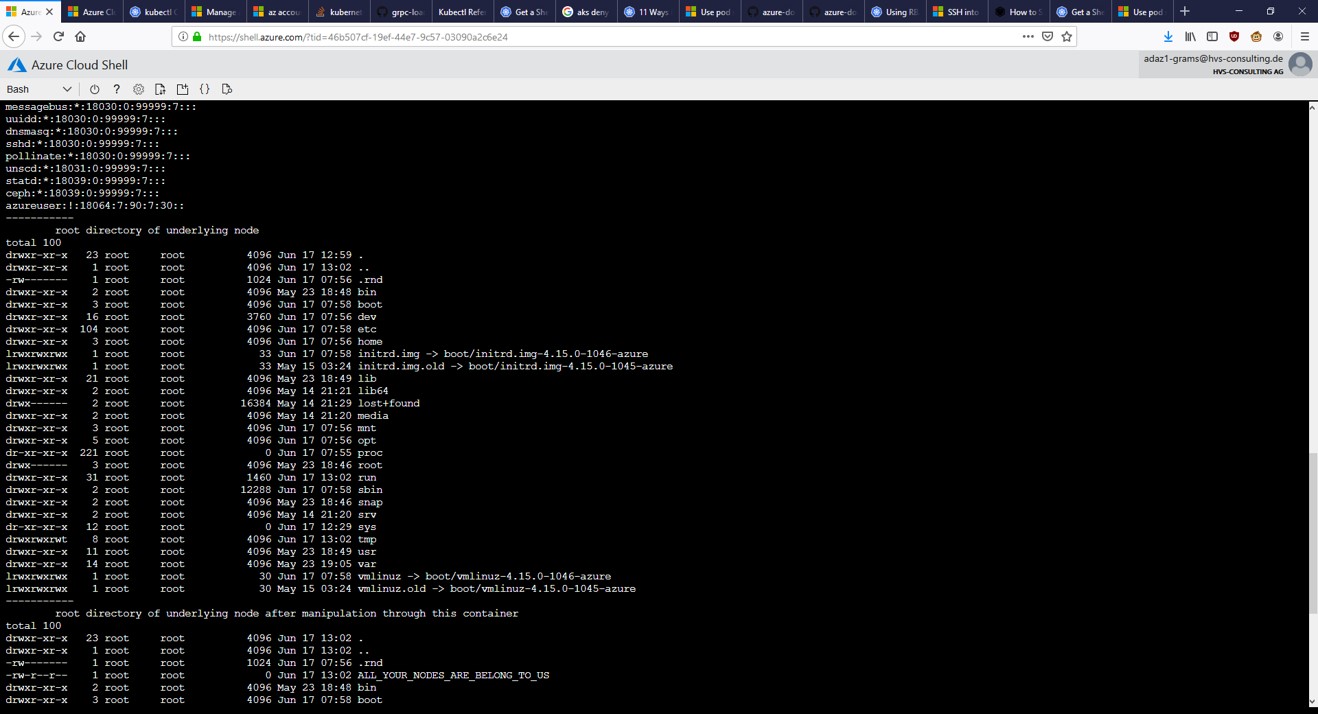 Azure
Azure Cl
kubectl C
Manage
az accou
kubernet
grpc-loa
Kubectl Refe
Get a She
aks deny
11 Ways
Use pod
azure-do
azure-do
Using RB
SSH into
How to S
Get a She
Use pod
https://shell.azure.com/?tid=46b507cf-19ef-44e7-9c57-03090a2c6e24
Azure Cloud Shell
adaz1-grams@hvs-consulting.de
HVS-CONSULTING AG
Bash
messagebus:*:18030:0:99999:7:::
uuidd:*:18030:0:99999:7:::
dnsmasq:*:18030:0:99999:7:::
sshd:*:18030:0:99999:7:::
pollinate:*:18030:0:99999:7:::
unscd:*:18031:0:99999:7:::
statd:*:18039:0:99999:7:::
ceph:*:18039:0:99999:7:::
azureuser:!:18064:7:90:7:30::
-----------
root directory of underlying node
total 100
drwxr-xr-x 23 root root 4096 Jun 17 12:59 .
drwxr-xr-x 1 root root 4096 Jun 17 13:02 ..
-rw------- 1 root root 1024 Jun 17 07:56 .rnd
drwxr-xr-x 2 root root 4096 May 23 18:48 bin
drwxr-xr-x 3 root root 4096 Jun 17 07:58 boot
drwxr-xr-x 16 root root 3760 Jun 17 07:56 dev
drwxr-xr-x 104 root root 4096 Jun 17 07:58 etc
drwxr-xr-x 3 root root 4096 Jun 17 07:56 home
lrwxrwxrwx 1 root root 33 Jun 17 07:58 initrd.img -> boot/initrd.img-4.15.0-1046-azure
lrwxrwxrwx 1 root root 33 May 15 03:24 initrd.img.old -> boot/initrd.img-4.15.0-1045-azure
drwxr-xr-x 21 root root 4096 May 23 18:49 lib
drwxr-xr-x 2 root root 4096 May 14 21:21 lib64
drwx------ 2 root root 16384 May 14 21:29 lost+found
drwxr-xr-x 2 root root 4096 May 14 21:20 media
drwxr-xr-x 3 root root 4096 Jun 17 07:56 mnt
drwxr-xr-x 5 root root 4096 Jun 17 07:56 opt
dr-xr-xr-x 221 root root 0 Jun 17 07:55 proc
drwx------ 3 root root 4096 May 23 18:46 root
drwxr-xr-x 31 root root 1460 Jun 17 13:02 run
drwxr-xr-x 2 root root 12288 Jun 17 07:58 sbin
drwxr-xr-x 2 root root 4096 May 23 18:46 snap
drwxr-xr-x 2 root root 4096 May 14 21:20 srv
dr-xr-xr-x 12 root root 0 Jun 17 12:29 sys
drwxrwxrwt 8 root root 4096 Jun 17 13:02 tmp
drwxr-xr-x 11 root root 4096 May 23 18:49 usr
drwxr-xr-x 14 root root 4096 May 23 19:05 var
lrwxrwxrwx 1 root root 30 Jun 17 07:58 vmlinuz -> boot/vmlinuz-4.15.0-1046-azure
lrwxrwxrwx 1 root root 30 May 15 03:24 vmlinuz.old -> boot/vmlinuz-4.15.0-1045-azure
-----------
root directory of underlying node after manipulation through this container
total 100
drwxr-xr-x 23 root root 4096 Jun 17 13:02 .
drwxr-xr-x 1 root root 4096 Jun 17 13:02 ..
-rw------- 1 root root 1024 Jun 17 07:56 .rnd
-rw-r--r-- 1 root root 0 Jun 17 13:02 ALL_YOUR_NODES_ARE_BELONG_TO_US
drwxr-xr-x 2 root root 4096 May 23 18:48 bin
drwxr-xr-x 3 root root 4096 Jun 17 07:58 boot